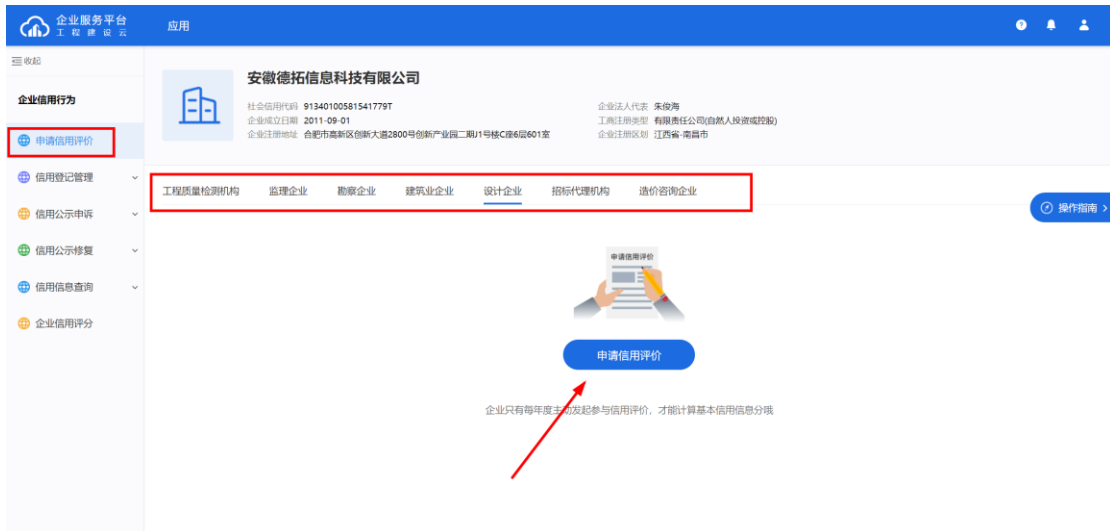 企业服务平台
工程建设云
应用
收起
企业信用行为
申请信用评价
信用登记管理
信用公示申诉
信用公示修复
信用信息查询
企业信用评分
安徽德拓信息科技有限公司
社会信用代码 91340100581541779T
企业法人代表 朱俊海
企业成立日期 2011-09-01
工商注册类型 有限责任公司(自然人投资或控股)
企业注册地址 合肥市高新区创新大道2800号创新产业园二期J1号楼C座6层601室
企业注册区划 江西省-南昌市
工程质量检测机构 监理企业 勘察企业 建筑业企业 设计企业 招标代理机构 造价咨询企业
操作指南
申请信用评价
申请信用评价
企业只有每年度主动发起参与信用评价，才能计算基本信用信息分哦